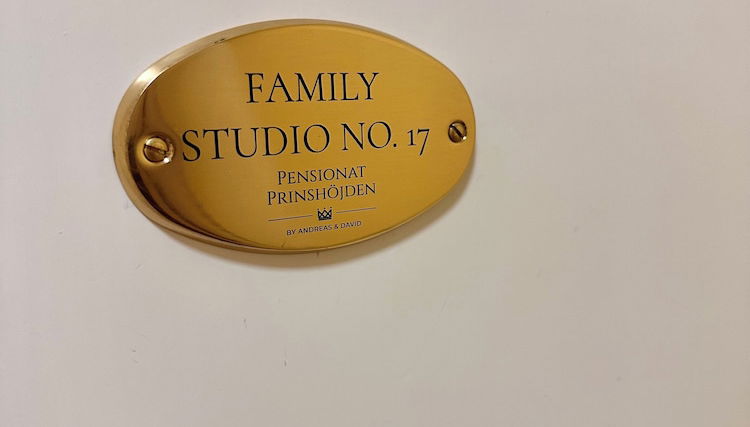 FAMILY
STUDIO NO. 17
PENSIONAT
PRINSHÖJDEN
BY ANDREAS & DAVID